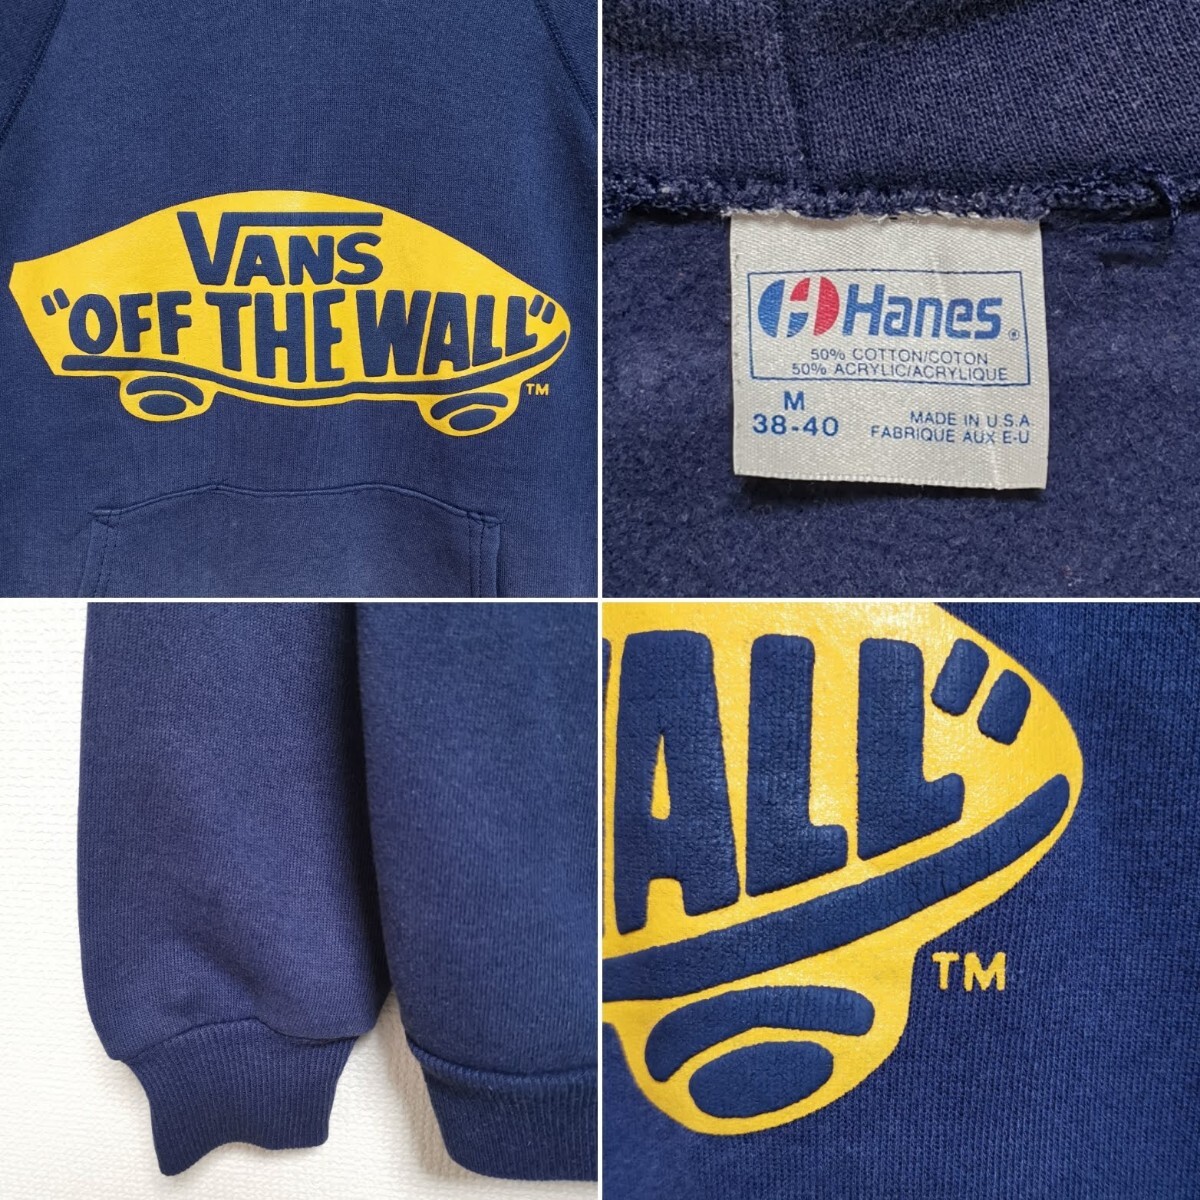 VANS
"OFF THE WALL"
TM
Hanes®
50% COTTON/COTON
50% ACRYLIC/ACRYLIQUE
M
38-40
MADE IN U.S.A
FABRIQUE AUX E-U
WALL"
TM